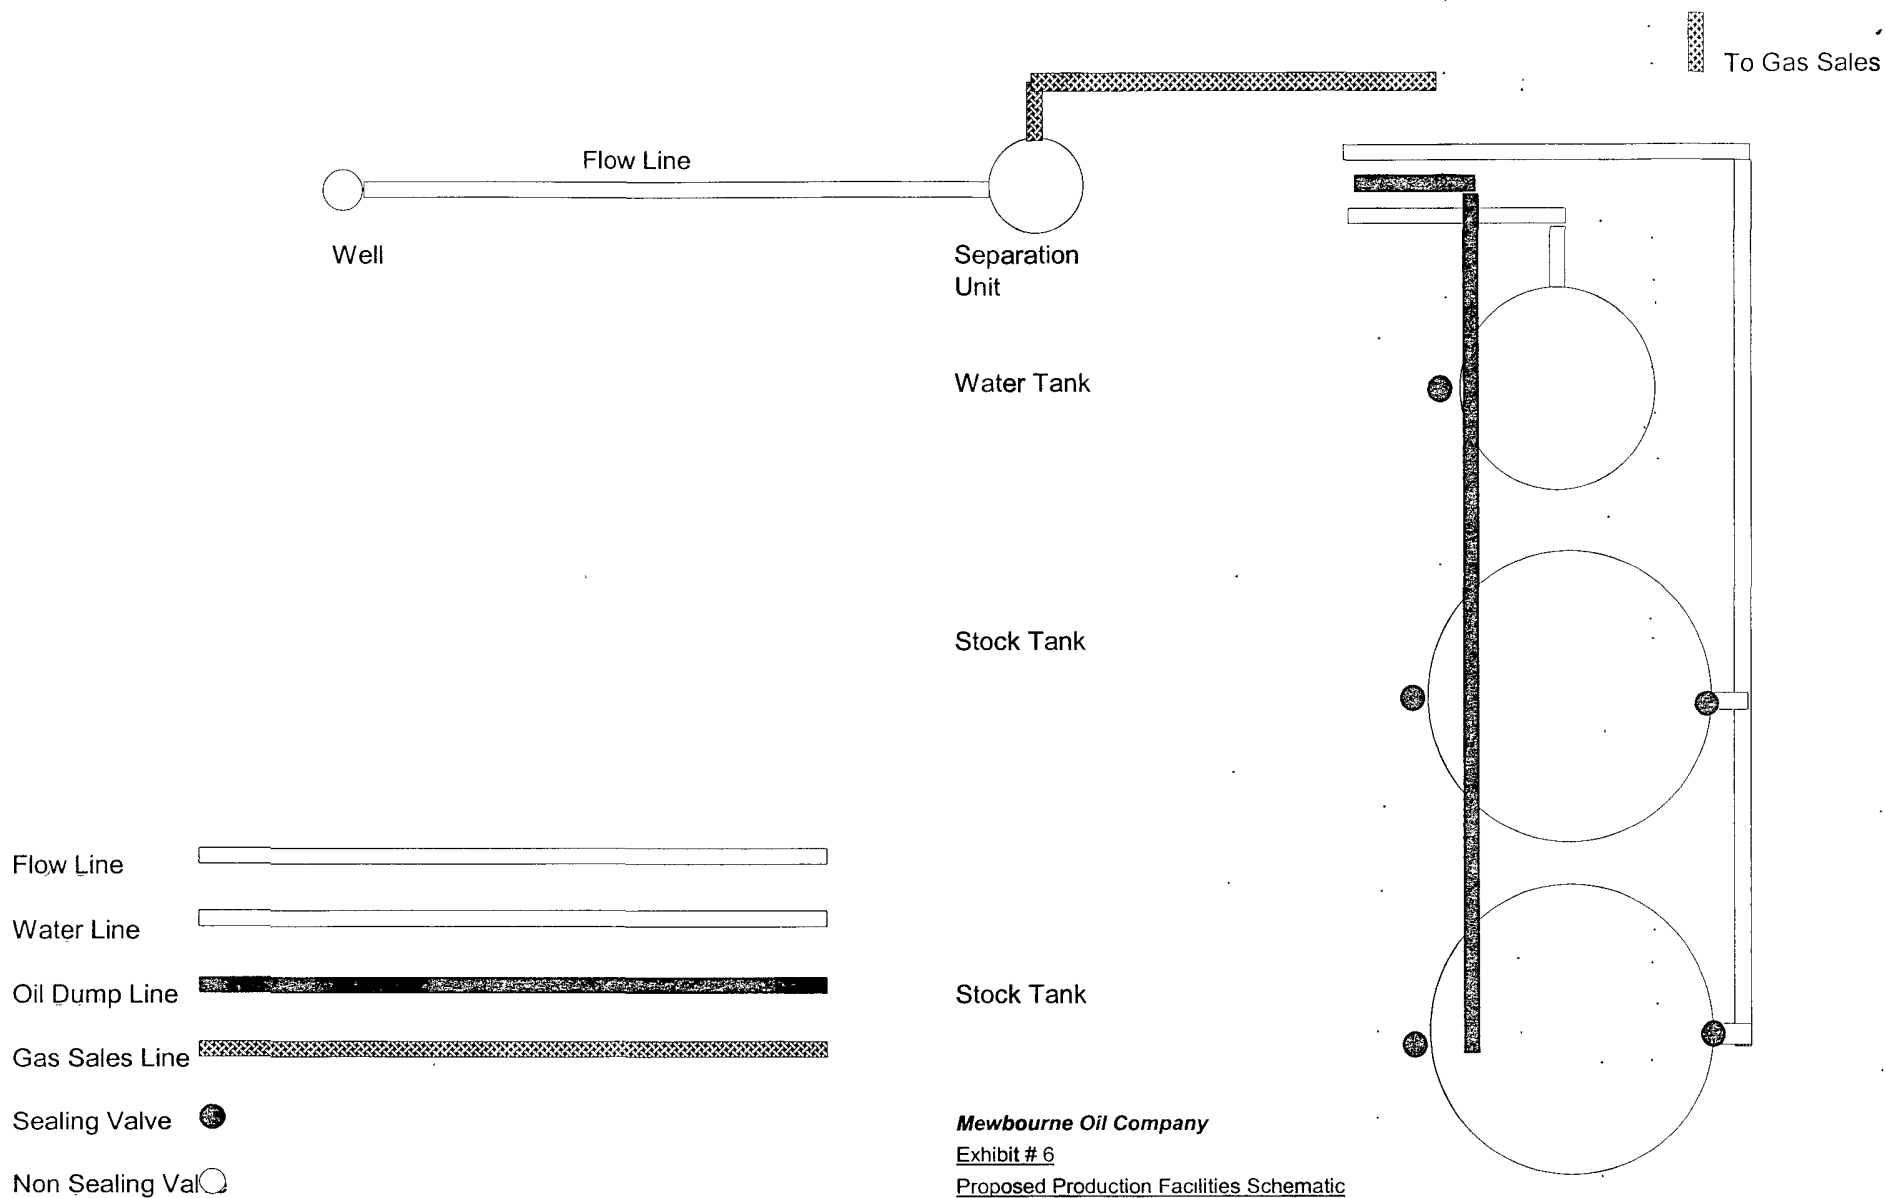 To Gas Sales
Flow Line
Well
Separation
Unit
Water Tank
Stock Tank
Flow Line
Water Line
Oil Dump Line
Stock Tank
Gas Sales Line
Sealing Valve
Mewbourne Oil Company
Exhibit # 6
Non Sealing Val
Proposed Production Facilities Schematic